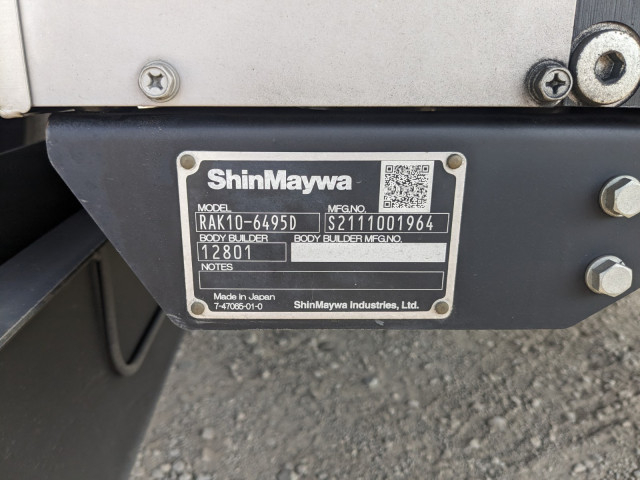 ShinMaywa
MODEL MFG.NO.
RAK10-6495D S2111001964
BODY BUILDER BODY BUILDER MFG.NO.
12801
NOTES
Made in Japan
7-47065-01-0 ShinMaywa Industries, Ltd.